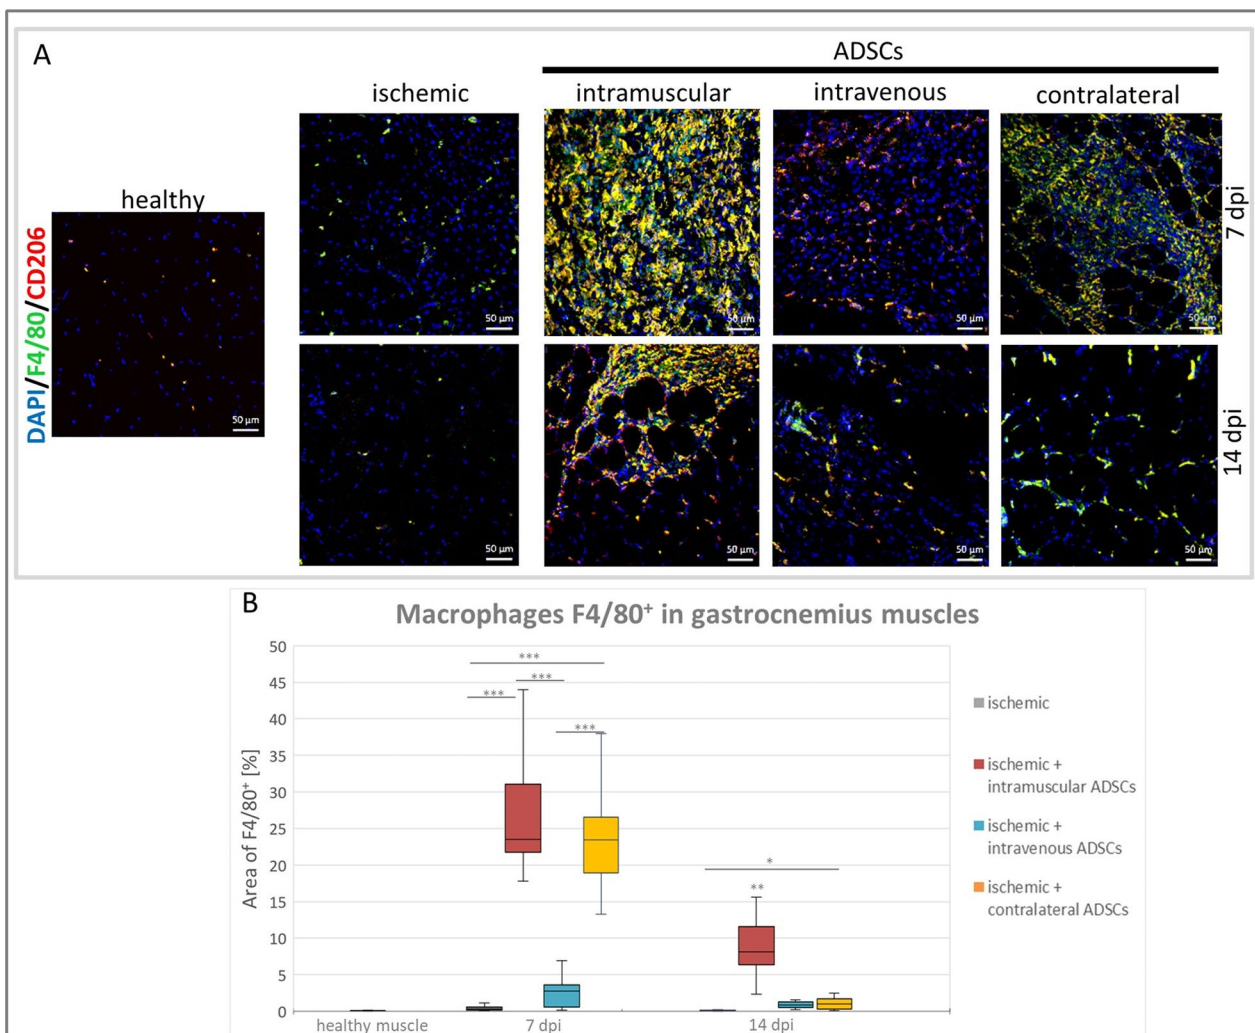 A
ADSCs
ischemic
intramuscular
intravenous
contralateral
healthy
DAPI/F4/80/CD206
7 dpi
14 dpi
50 µm
50 µm
50 µm
50 µm
50 µm
50 µm
50 µm
50 µm
50 µm
B
Macrophages F4/80⁺ in gastrocnemius muscles
Area of F4/80⁺ [%]
50
45
40
35
30
25
20
15
10
5
0
***
***
***
***
*
**
healthy muscle
7 dpi
14 dpi
ischemic
ischemic +
intramuscular ADSCs
ischemic +
intravenous ADSCs
ischemic +
contralateral ADSCs